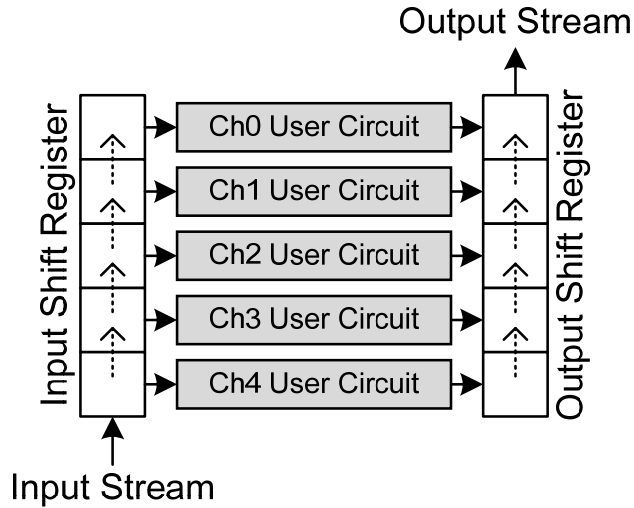 Output Stream
Input Shift Register
Ch0 User Circuit
Ch1 User Circuit
Ch2 User Circuit
Ch3 User Circuit
Ch4 User Circuit
Output Shift Register
Input Stream